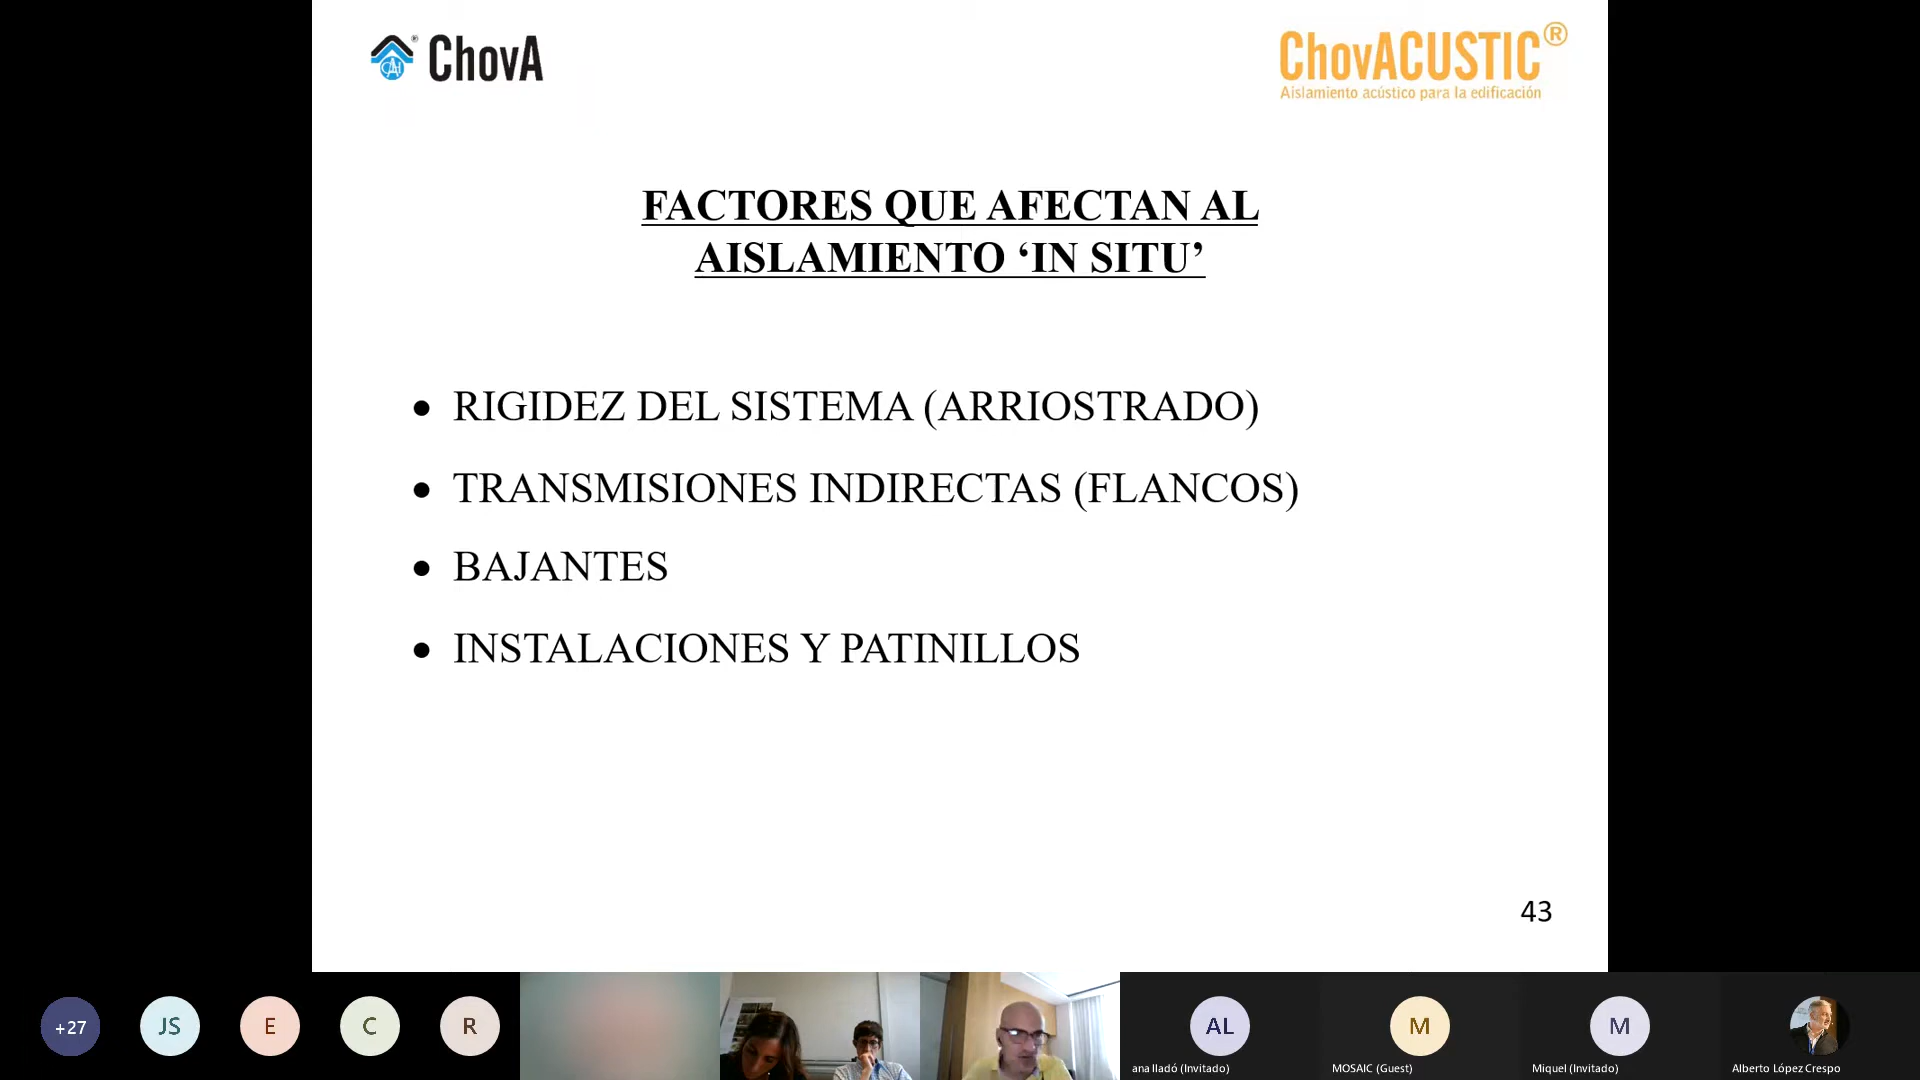 ChovA
ChovACUSTIC®
Aislamiento acústico para la edificación
FACTORES QUE AFECTAN AL
AISLAMIENTO ‘IN SITU’
• RIGIDEZ DEL SISTEMA (ARRIOSTRADO)
• TRANSMISIONES INDIRECTAS (FLANCOS)
• BAJANTES
• INSTALACIONES Y PATINILLOS
43
+27
JS
E
C
R
AL
M
M
ana lladó (Invitado)
MOSAIC (Guest)
Miquel (Invitado)
Alberto López Crespo